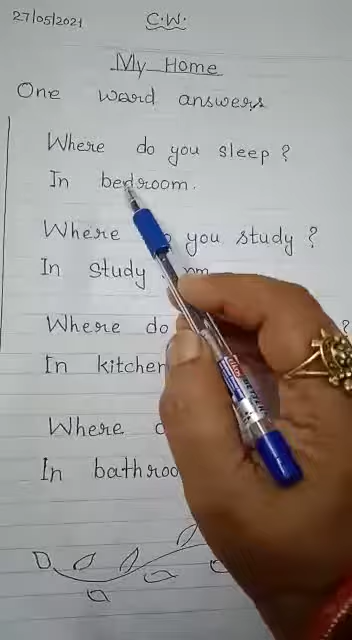 27/05/2021
C.W.
My Home
One word answers
Where do you sleep ?
In bedroom.
Where you study ?
In study
Where do ?
In kitchen
Where
In